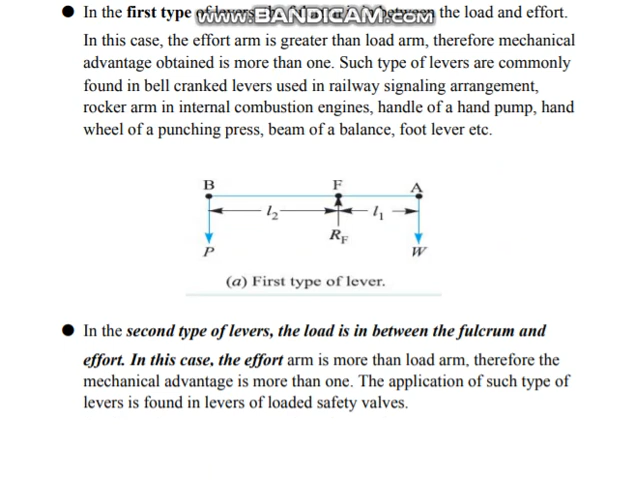 ● In the first type www.BANDICAM.com the load and effort.
In this case, the effort arm is greater than load arm, therefore mechanical
advantage obtained is more than one. Such type of levers are commonly
found in bell cranked levers used in railway signaling arrangement,
rocker arm in internal combustion engines, handle of a hand pump, hand
wheel of a punching press, beam of a balance, foot lever etc.
B F A
l2 l1
RF
P W
(a) First type of lever.
● In the second type of levers, the load is in between the fulcrum and
effort. In this case, the effort arm is more than load arm, therefore the
mechanical advantage is more than one. The application of such type of
levers is found in levers of loaded safety valves.